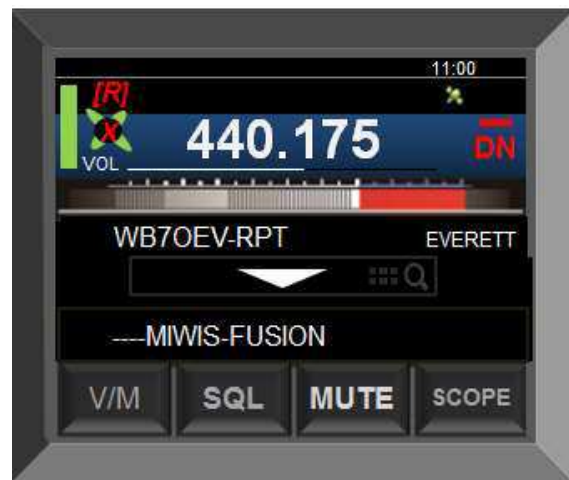 11:00
[R]
X
VOL 440.175 DN
WB7OEV-RPT EVERETT
----MIWIS-FUSION
V/M SQL MUTE SCOPE